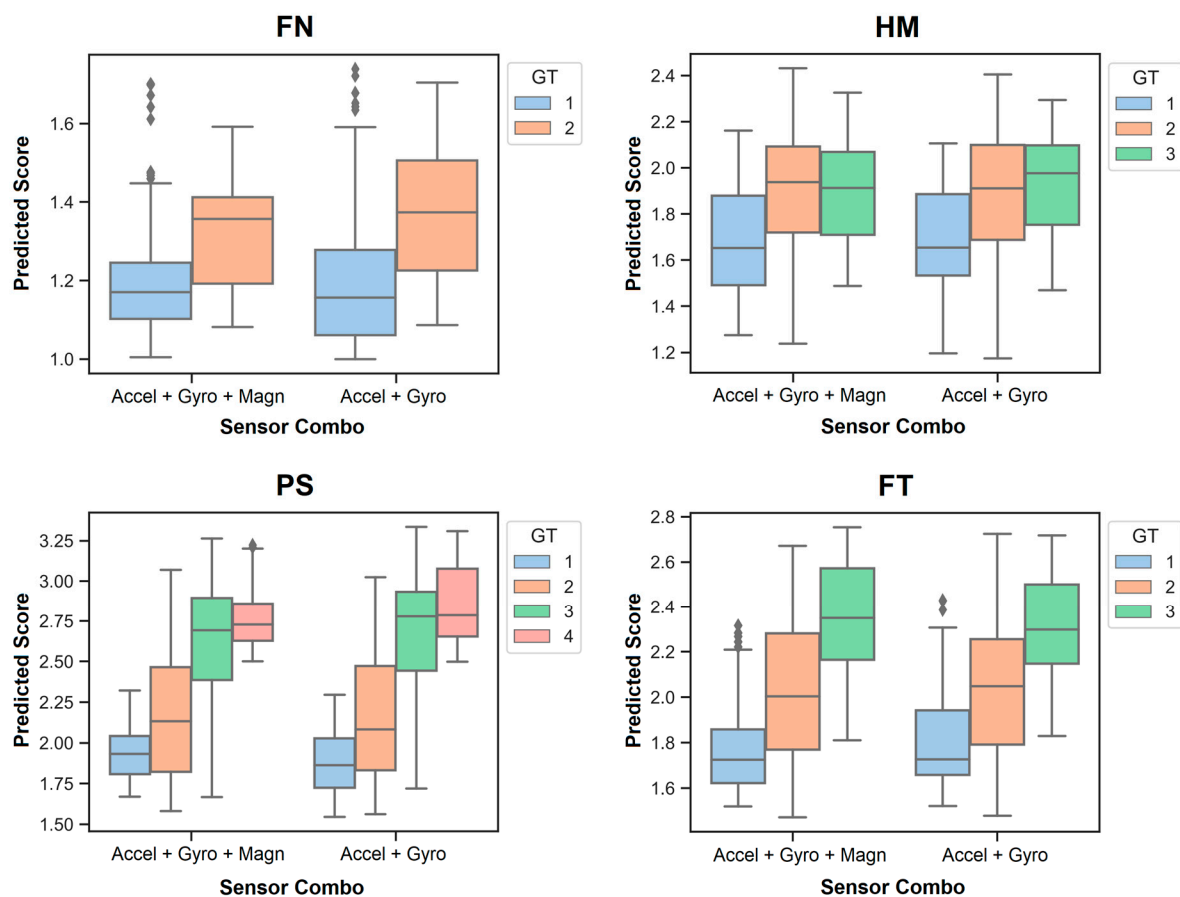 FN
GT
1
2
1.6
1.4
1.2
1.0
Predicted Score
Accel + Gyro + Magn
Accel + Gyro
Sensor Combo
HM
GT
1
2
3
2.4
2.2
2.0
1.8
1.6
1.4
1.2
Predicted Score
Accel + Gyro + Magn
Accel + Gyro
Sensor Combo
PS
GT
1
2
3
4
3.25
3.00
2.75
2.50
2.25
2.00
1.75
1.50
Predicted Score
Accel + Gyro + Magn
Accel + Gyro
Sensor Combo
FT
GT
1
2
3
2.8
2.6
2.4
2.2
2.0
1.8
1.6
Predicted Score
Accel + Gyro + Magn
Accel + Gyro
Sensor Combo